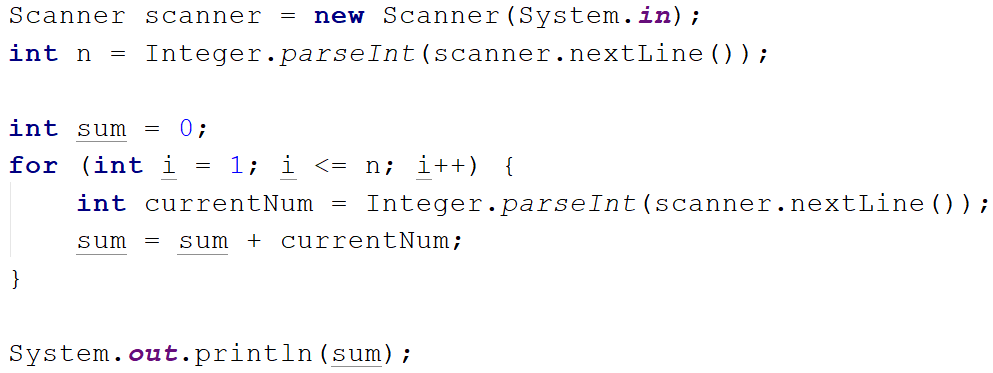 Scanner scanner = new Scanner(System.in);
int n = Integer.parseInt(scanner.nextLine());
int sum = 0;
for (int i = 1; i <= n; i++) {
    int currentNum = Integer.parseInt(scanner.nextLine());
    sum = sum + currentNum;
}
System.out.println(sum);